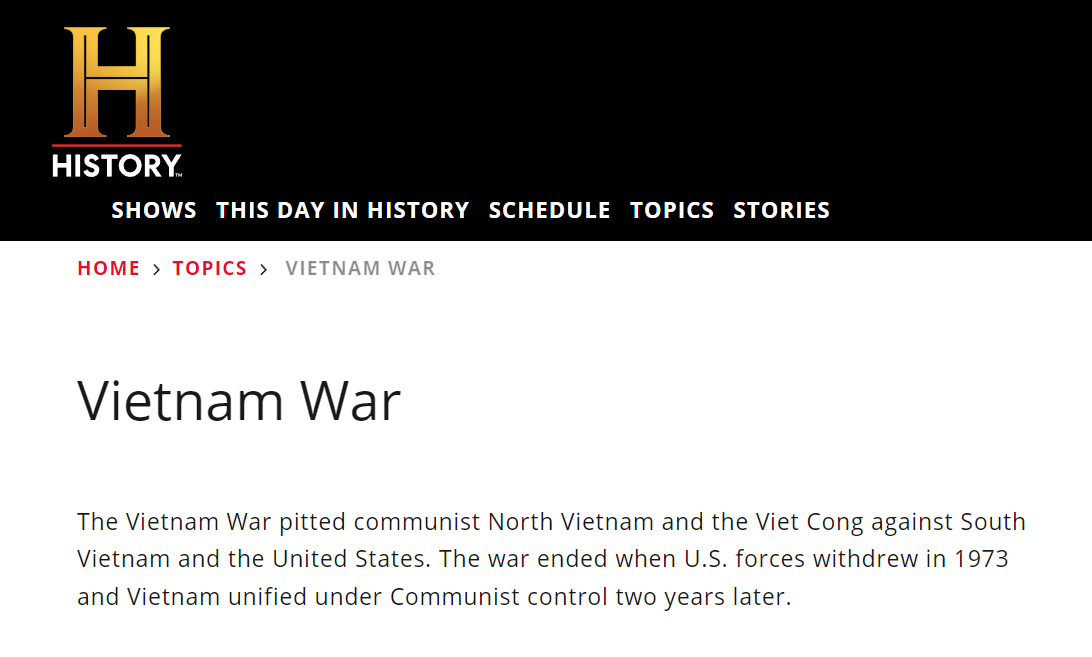 H
HISTORY™
SHOWS THIS DAY IN HISTORY SCHEDULE TOPICS STORIES
HOME > TOPICS > VIETNAM WAR
Vietnam War
The Vietnam War pitted communist North Vietnam and the Viet Cong against South
Vietnam and the United States. The war ended when U.S. forces withdrew in 1973
and Vietnam unified under Communist control two years later.